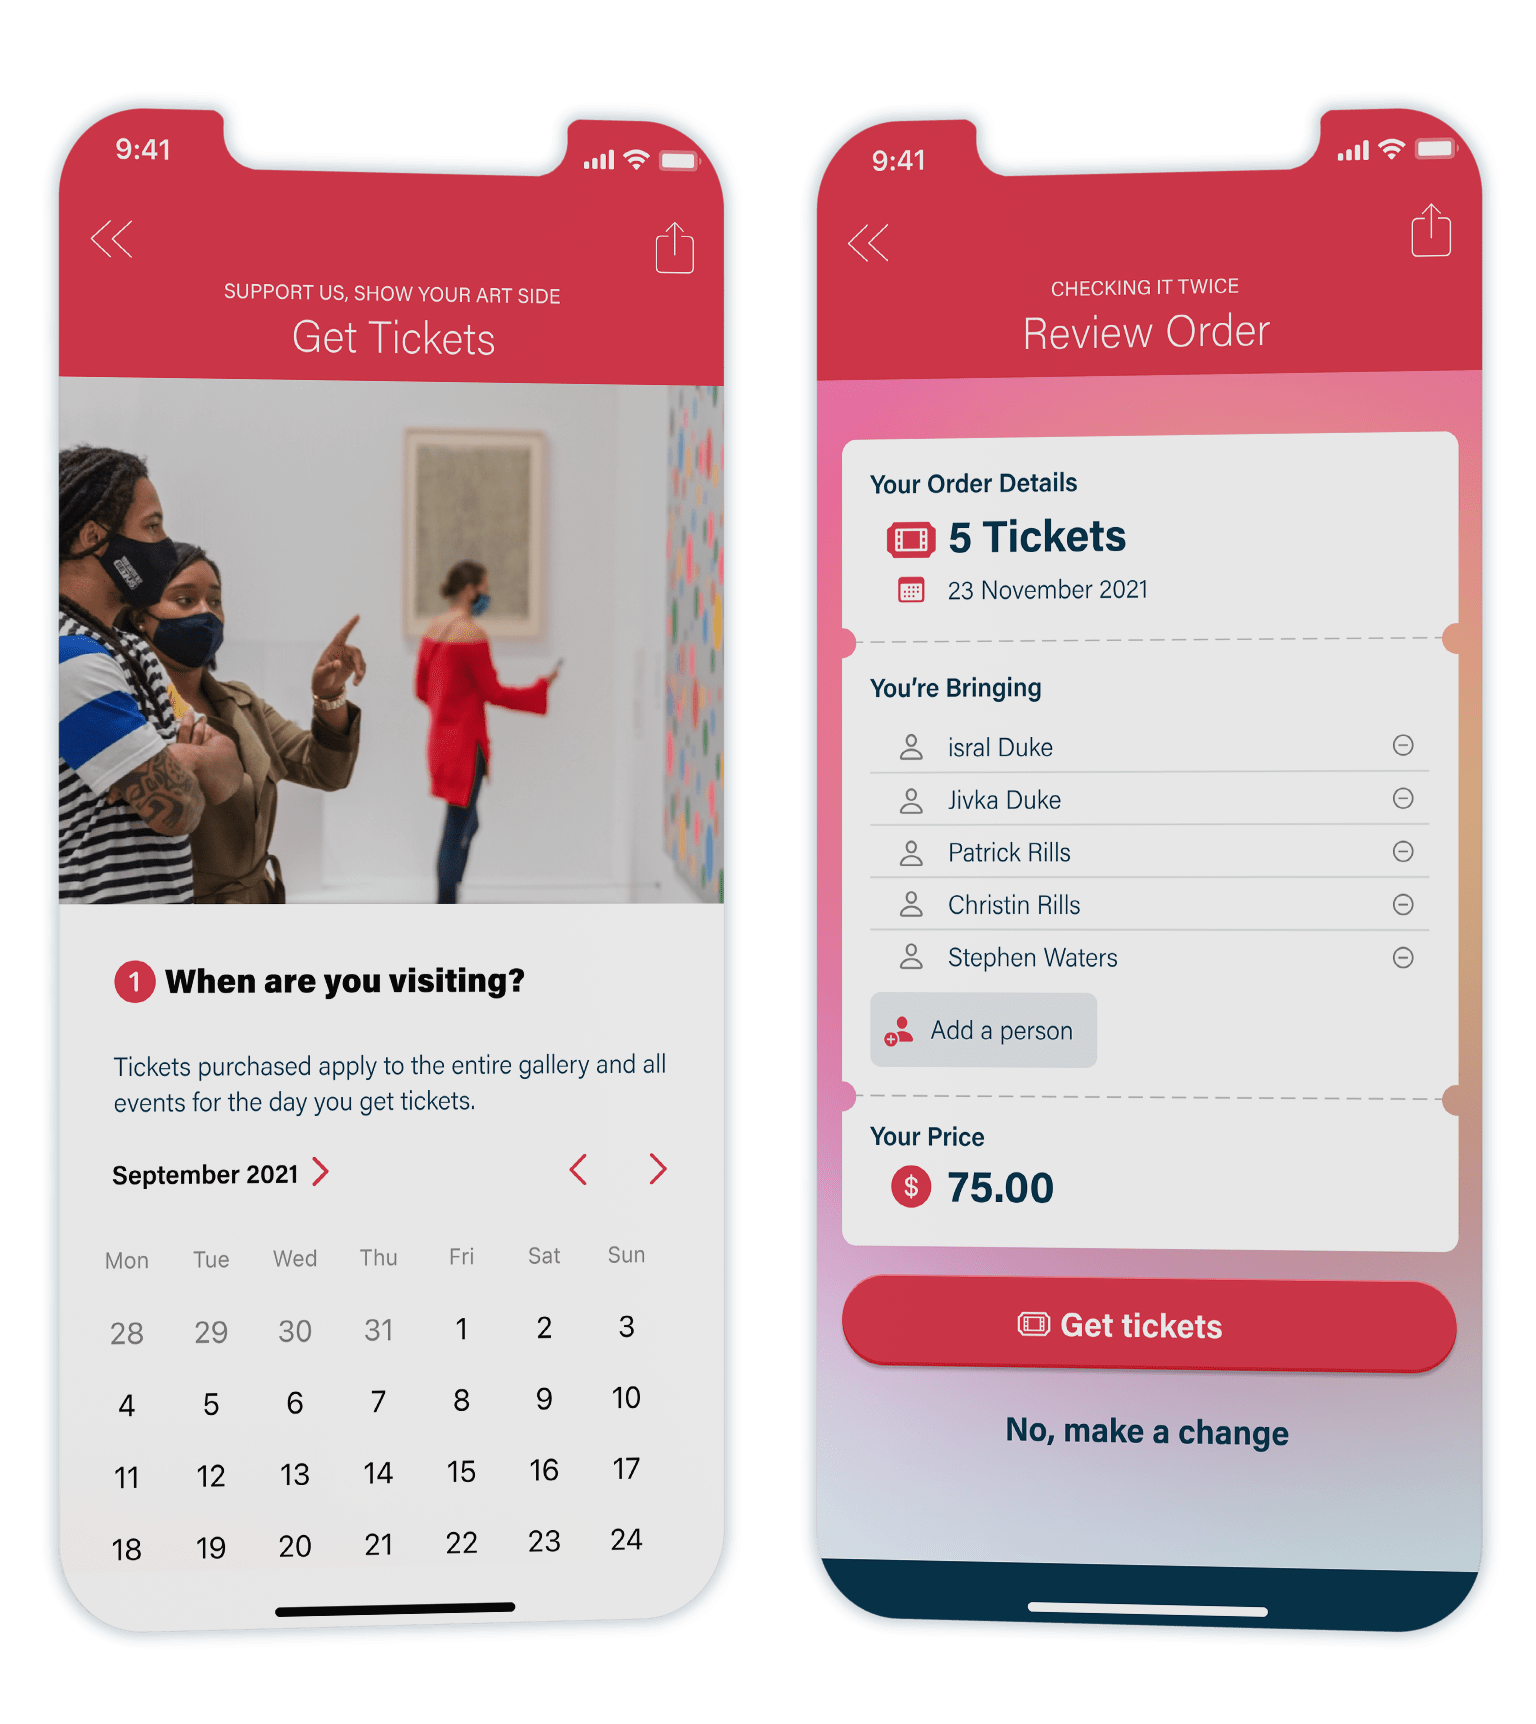 9:41
SUPPORT US, SHOW YOUR ART SIDE
Get Tickets
1 When are you visiting?
Tickets purchased apply to the entire gallery and all
events for the day you get tickets.
September 2021
Mon Tue Wed Thu Fri Sat Sun
28 29 30 31 1 2 3
4 5 6 7 8 9 10
11 12 13 14 15 16 17
18 19 20 21 22 23 24
9:41
CHECKING IT TWICE
Review Order
Your Order Details
5 Tickets
23 November 2021
You're Bringing
isral Duke
Jivka Duke
Patrick Rills
Christin Rills
Stephen Waters
Add a person
Your Price
$ 75.00
Get tickets
No, make a change